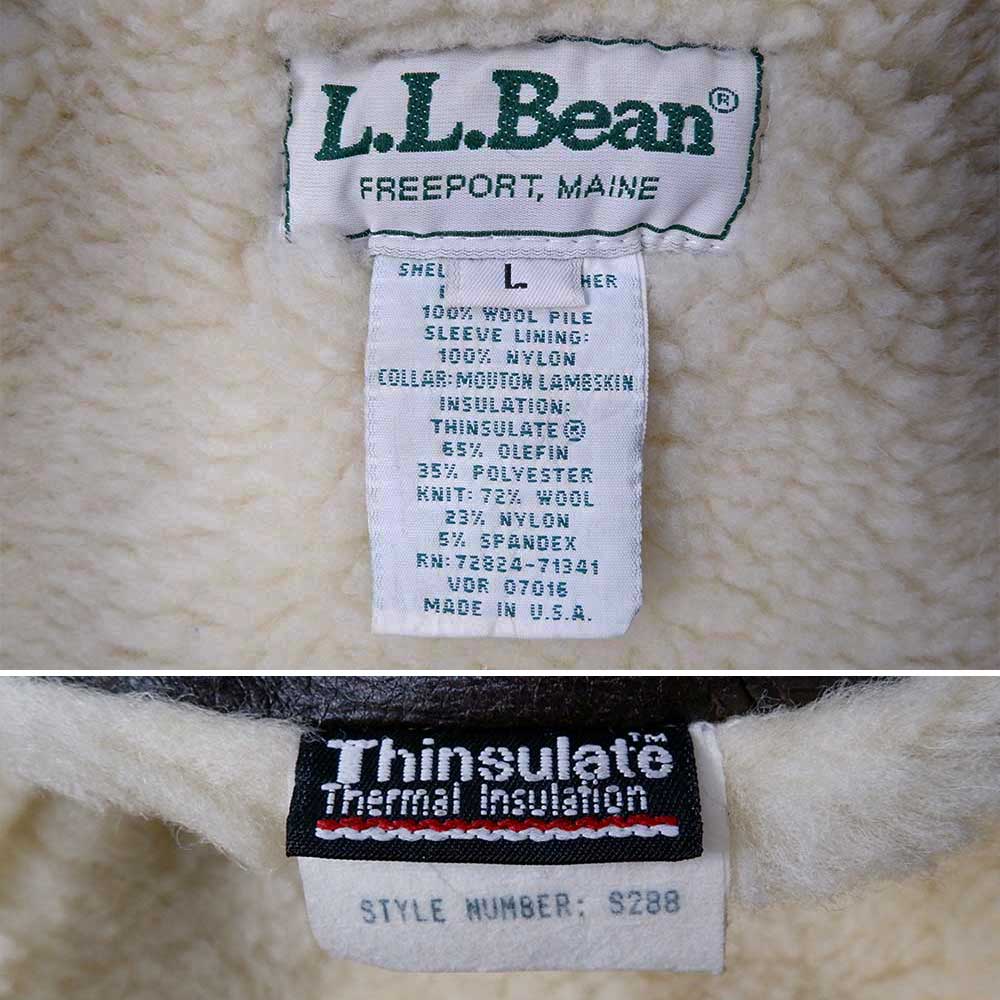 L.L.Bean®
FREEPORT, MAINE
L
100% WOOL PILE
SLEEVE LINING:
100% NYLON
COLLAR: MOUTON LAMBSKIN
INSULATION:
THINSULATE®
65% OLEFIN
35% POLYESTER
KNIT: 72% WOOL
23% NYLON
5% SPANDEX
RN: 72824-71341
VDR 07016
MADE IN U.S.A.
Thinsulate™
Thermal Insulation
STYLE NUMBER: S288